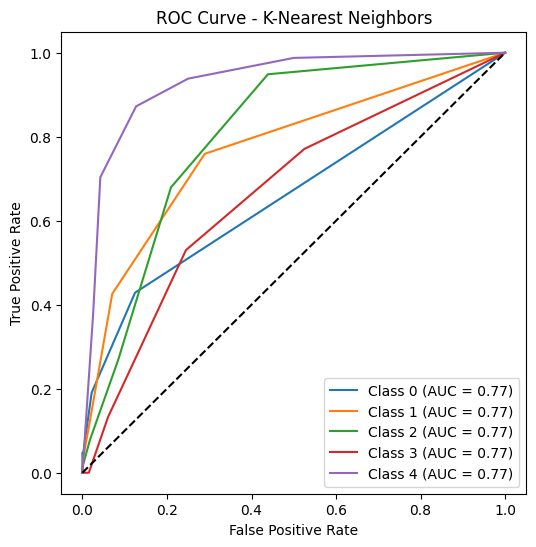 ROC Curve - K-Nearest Neighbors
True Positive Rate
1.0
0.8
0.6
0.4
0.2
0.0
Class 0 (AUC = 0.77)
Class 1 (AUC = 0.77)
Class 2 (AUC = 0.77)
Class 3 (AUC = 0.77)
Class 4 (AUC = 0.77)
0.0 0.2 0.4 0.6 0.8 1.0
False Positive Rate